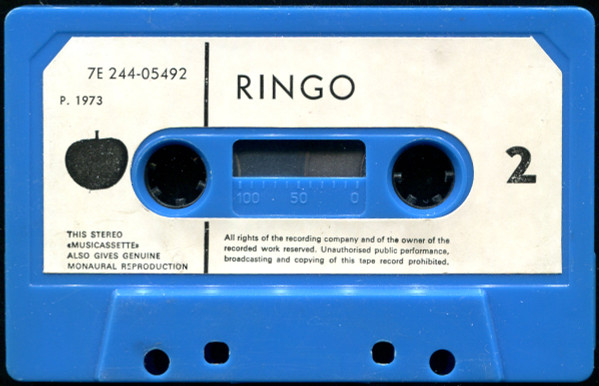 7E 244-05492
P. 1973
RINGO
2
100 · 50 · 0
THIS STEREO
«MUSICASSETTE»
ALSO GIVES GENUINE
MONAURAL REPRODUCTION
All rights of the recording company and of the owner of the
recorded work reserved. Unauthorised public performance,
broadcasting and copying of this tape record prohibited.